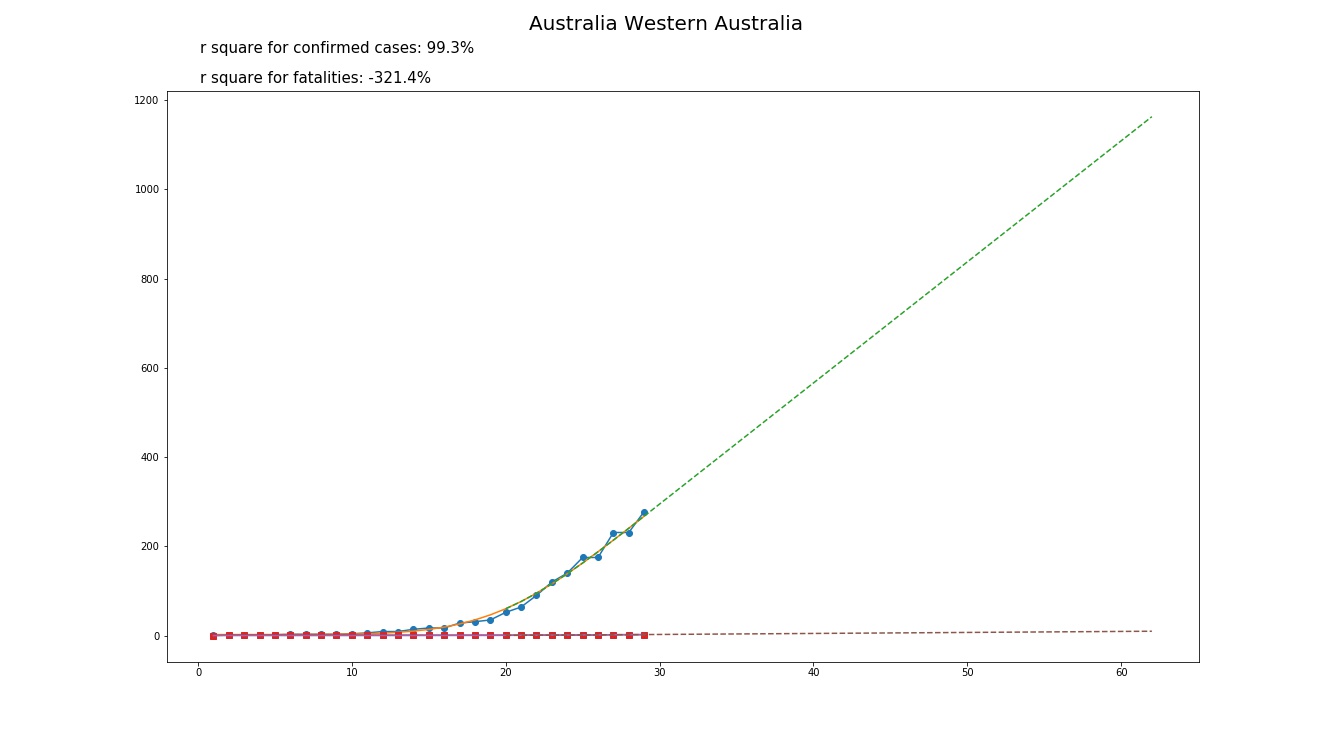 Australia Western Australia
r square for confirmed cases: 99.3%
r square for fatalities: -321.4%
1200
1000
800
600
400
200
0
0 10 20 30 40 50 60